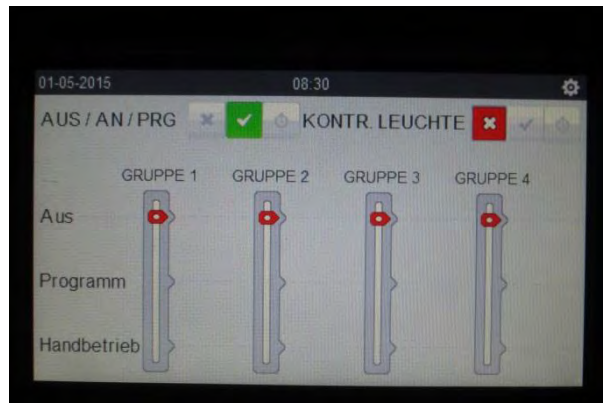 01-05-2015 08:30
AUS / AN / PRG KONTR. LEUCHTE
GRUPPE 1 GRUPPE 2 GRUPPE 3 GRUPPE 4
Aus
Programm
Handbetrieb